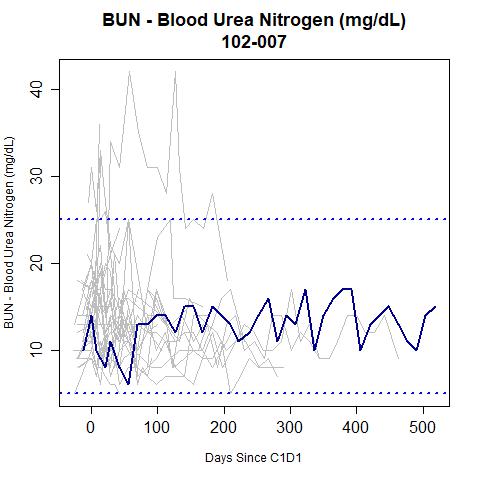 BUN - Blood Urea Nitrogen (mg/dL)
102-007
BUN - Blood Urea Nitrogen (mg/dL)
40
30
20
10
0 100 200 300 400 500
Days Since C1D1